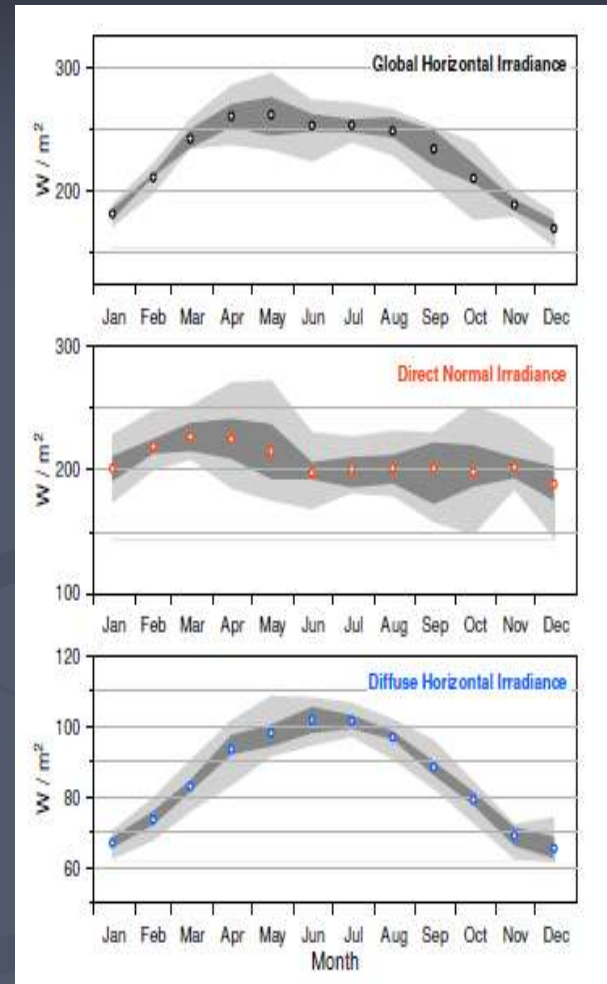 Global Horizontal Irradiance
300
200
W / m²
Jan Feb Mar Apr May Jun Jul Aug Sep Oct Nov Dec
Direct Normal Irradiance
300
200
100
W / m²
Jan Feb Mar Apr May Jun Jul Aug Sep Oct Nov Dec
Diffuse Horizontal Irradiance
120
100
80
60
W / m²
Jan Feb Mar Apr May Jun Jul Aug Sep Oct Nov Dec
Month